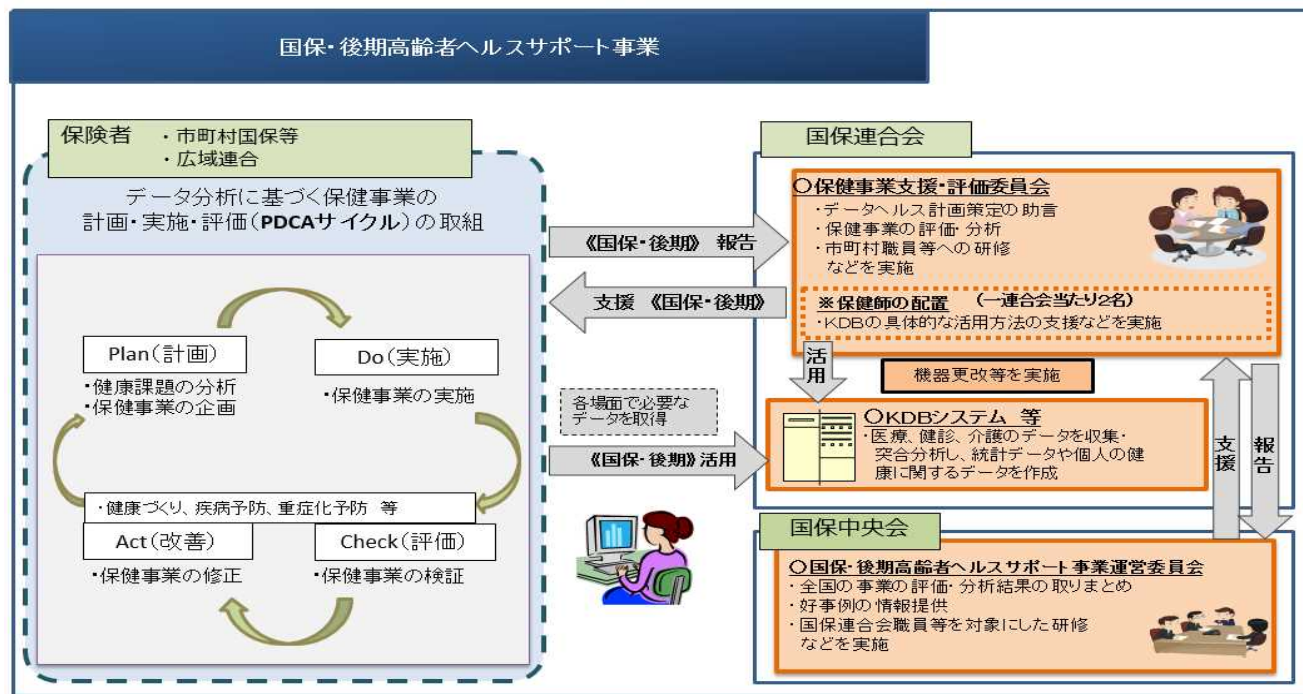 国保・後期高齢者ヘルスサポート事業
保険者　・市町村国保等
・広域連合
データ分析に基づく保健事業の
計画・実施・評価(PDCAサイクル)の取組
Plan(計画)
・健康課題の分析
・保健事業の企画
Do(実施)
・保健事業の実施
・健康づくり、疾病予防、重症化予防 等
Act(改善)
・保健事業の修正
Check(評価)
・保健事業の検証
《国保・後期》 報告
支援 《国保・後期》
各場面で必要な
データを取得
《国保・後期》活用
国保連合会
〇保健事業支援・評価委員会
・データヘルス計画策定の助言
・保健事業の評価・分析
・市町村職員等への研修
などを実施
※保健師の配置　(一連合会当たり2名)
・KDBの具体的な活用方法の支援などを実施
活用
機器更改等を実施
〇KDBシステム 等
・医療、健診、介護のデータを収集・
突合分析し、統計データや個人の健
康に関するデータを作成
支援
報告
国保中央会
〇国保・後期高齢者ヘルスサポート事業運営委員会
・全国の事業の評価・分析結果の取りまとめ
・好事例の情報提供
・国保連合会職員等を対象にした研修
などを実施